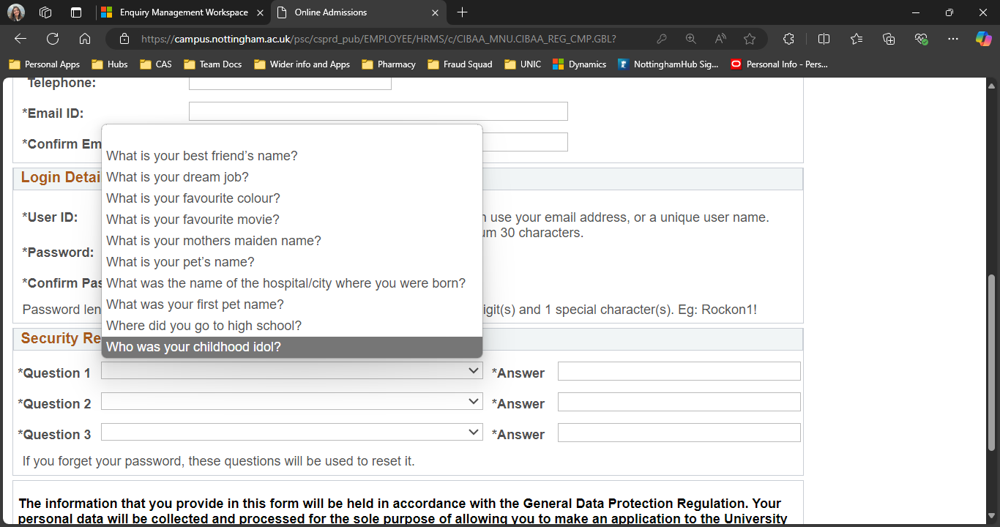 Enquiry Management Workspace
Online Admissions
https://campus.nottingham.ac.uk/psc/csprd_pub/EMPLOYEE/HRMS/c/CIBAA_MNU.CIBAA_REG_CMP.GBL?
Personal Apps Hubs CAS Team Docs Wider info and Apps Pharmacy Fraud Squad UNIC Dynamics NottinghamHub Sig... Personal Info - Pers...
Telephone:
*Email ID:
*Confirm Em
What is your best friend's name?
What is your dream job?
What is your favourite colour?
What is your favourite movie?
What is your mothers maiden name?
What is your pet's name?
What was the name of the hospital/city where you were born?
What was your first pet name?
Where did you go to high school?
Who was your childhood idol?
Login Detai
*User ID:
use your email address, or a unique user name.
um 30 characters.
*Password:
*Confirm Pas
Password len
igit(s) and 1 special character(s). Eg: Rockon1!
Security Re
*Question 1 *Answer
*Question 2 *Answer
*Question 3 *Answer
If you forget your password, these questions will be used to reset it.
The information that you provide in this form will be held in accordance with the General Data Protection Regulation. Your
personal data will be collected and processed for the sole purpose of allowing you to make an application to the University